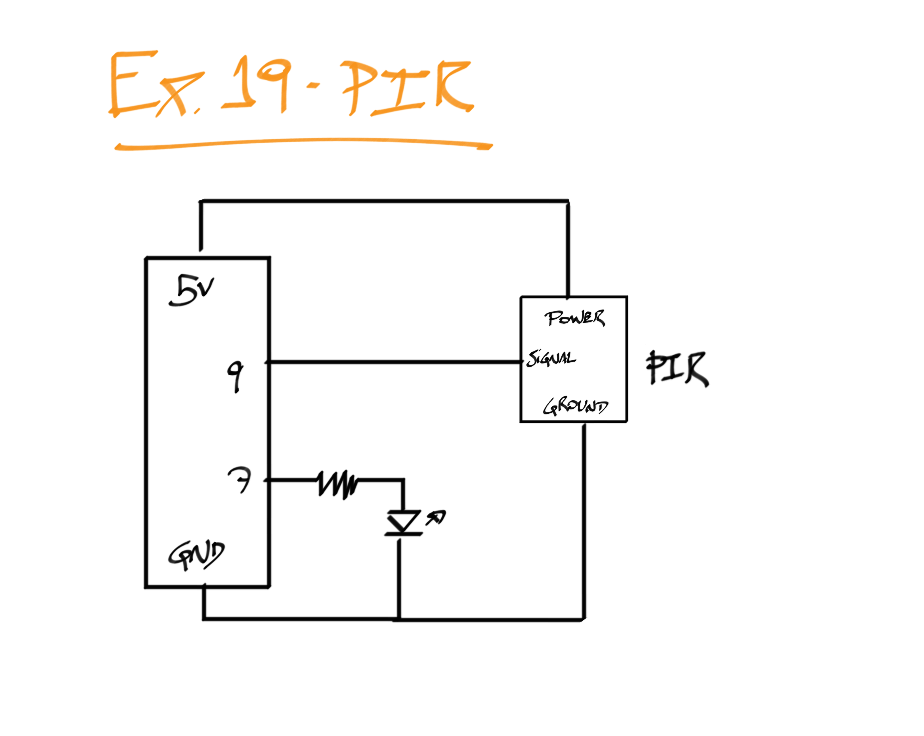 Ex. 19 - PIR
5V
POWER
SIGNAL
9
PIR
GROUND
7
GND